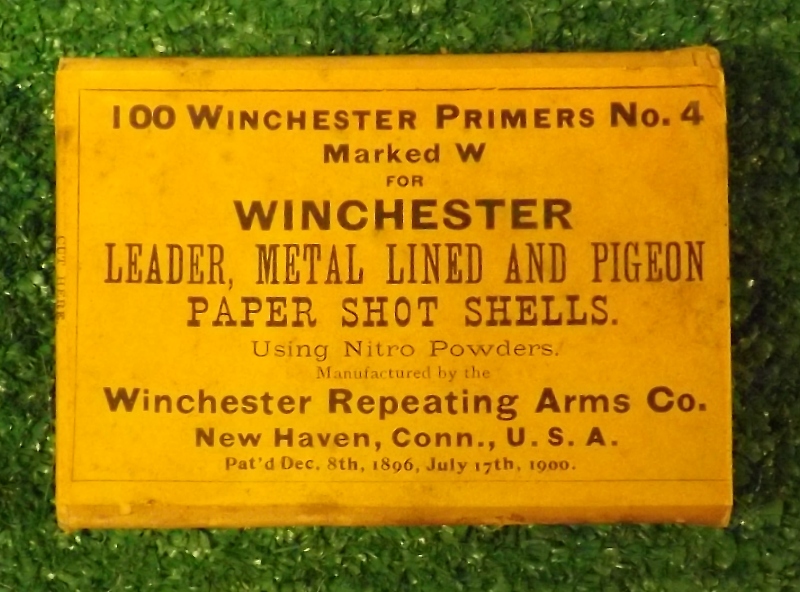 100 Winchester Primers No. 4
Marked W
FOR
WINCHESTER
LEADER, METAL LINED AND PIGEON
PAPER SHOT SHELLS.
Using Nitro Powders.
Manufactured by the
Winchester Repeating Arms Co.
New Haven, Conn., U. S. A.
Pat'd Dec. 8th, 1896, July 17th, 1900.